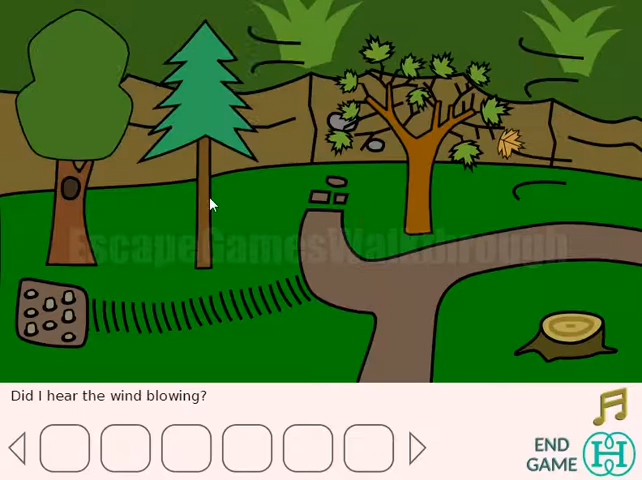 EscapeGamesWalkthrough
Did I hear the wind blowing?
END
GAME
H